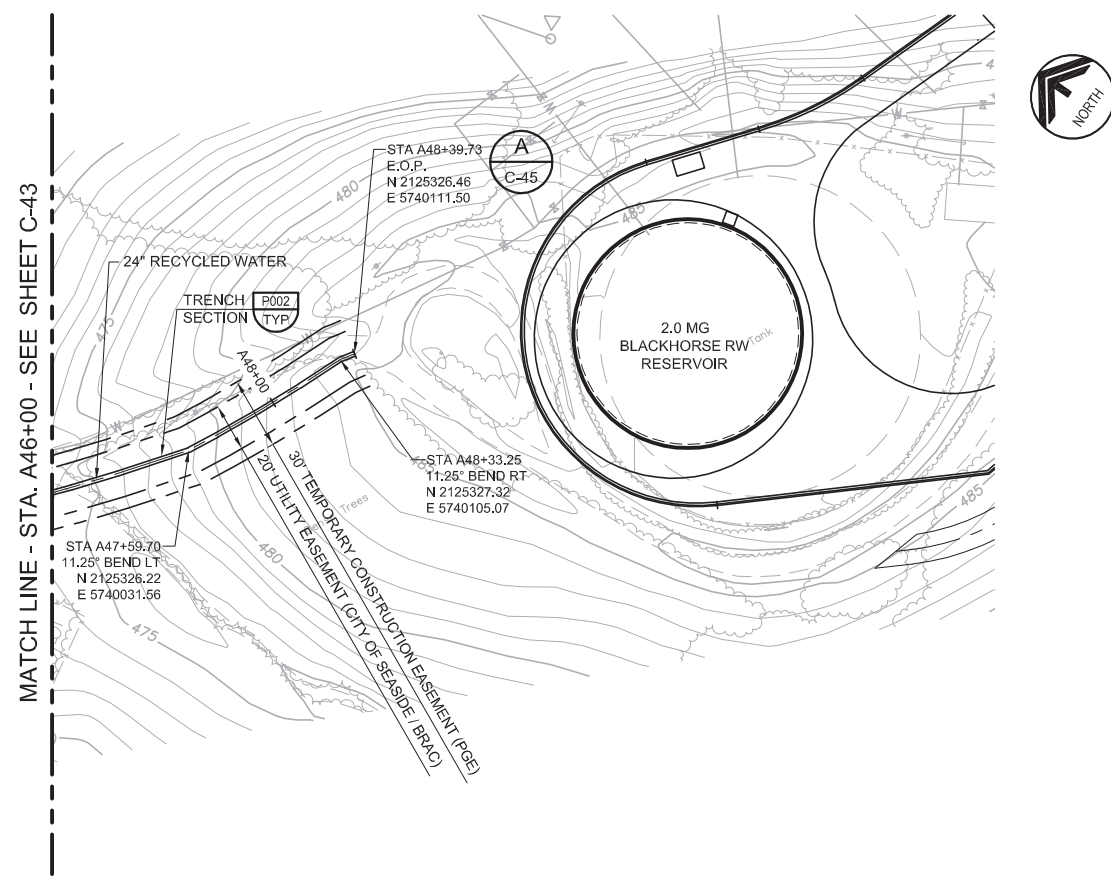 MATCH LINE - STA. A46+00 - SEE SHEET C-43
NORTH
STA A48+39.73
E.O.P.
N 2125326.46
E 5740111.50
A
C-45
480
485
24" RECYCLED WATER
TRENCH
SECTION
P002
TYP
475
A48+00
2.0 MG
BLACKHORSE RW
RESERVOIR
Tank
STA A48+33.25
11.25° BEND RT
N 2125327.32
E 5740105.07
485
W
W
W
Trees
STA A47+59.70
11.25° BEND LT
N 2125326.22
E 5740031.56
480
475
20' UTILITY EASEMENT (CITY OF SEASIDE / BRAC)
30' TEMPORARY CONSTRUCTION EASEMENT (PGE)